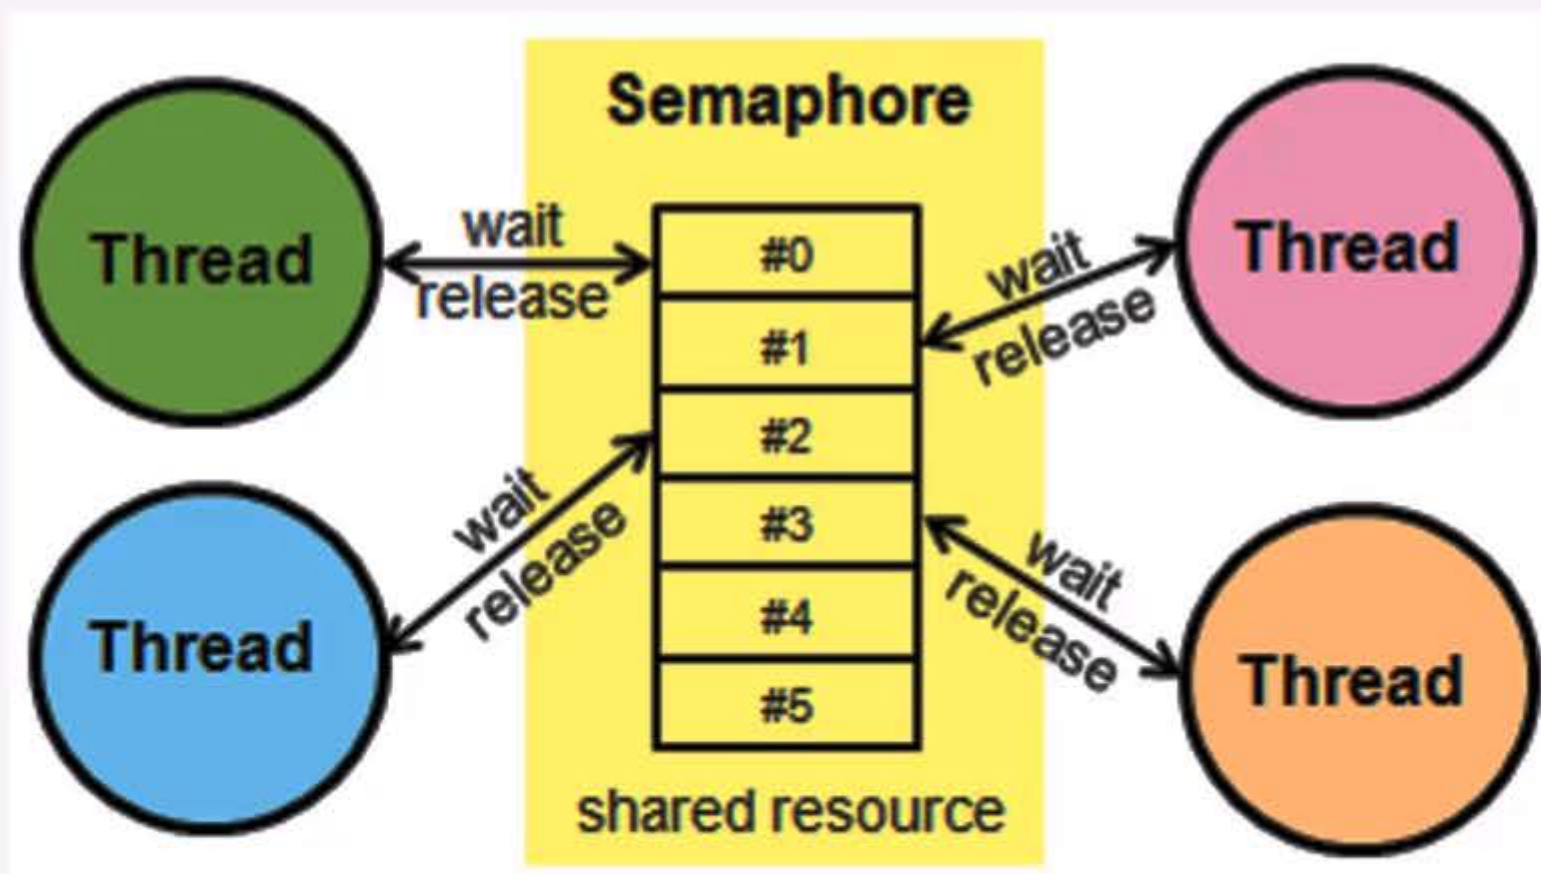 Semaphore
Thread
wait
release
#0
#1
#2
#3
#4
#5
wait
release
Thread
Thread
wait
release
wait
release
Thread
shared resource